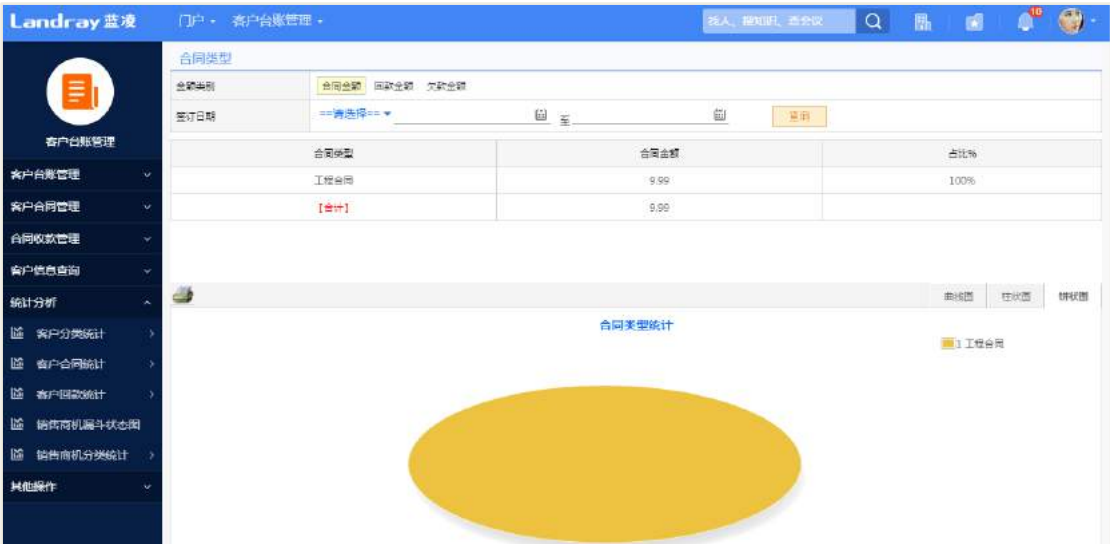 Landray 蓝凌 门户 客户台账管理 找人、搜知识、查会议 10
合同类型
金额类别 合同金额 回款金额 欠款金额
签订日期 ==请选择== 至 查询
客户台账管理
合同类型 合同金额 占比%
工程合同 9.99 100%
【合计】 9.99
客户台账管理
客户合同管理
合同收款管理
客户信息查询
统计分析
客户分类统计
客户合同统计
客户回款统计
销售商机漏斗状态图
销售商机分类统计
其他操作
曲线图 柱状图 饼状图
合同类型统计
1 工程合同